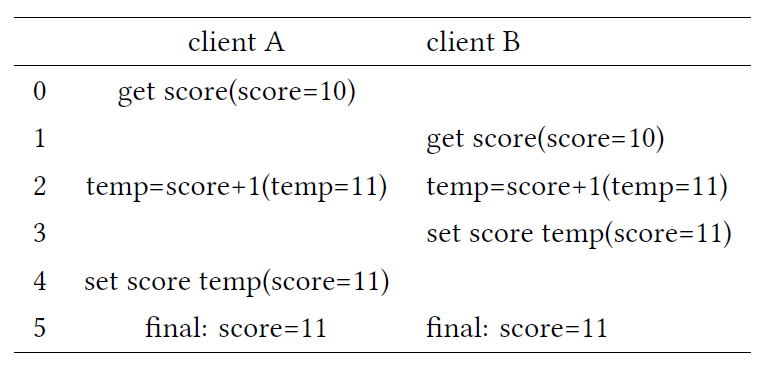 client A client B
0 get score(score=10)
1 get score(score=10)
2 temp=score+1(temp=11) temp=score+1(temp=11)
3 set score temp(score=11)
4 set score temp(score=11)
5 final: score=11 final: score=11